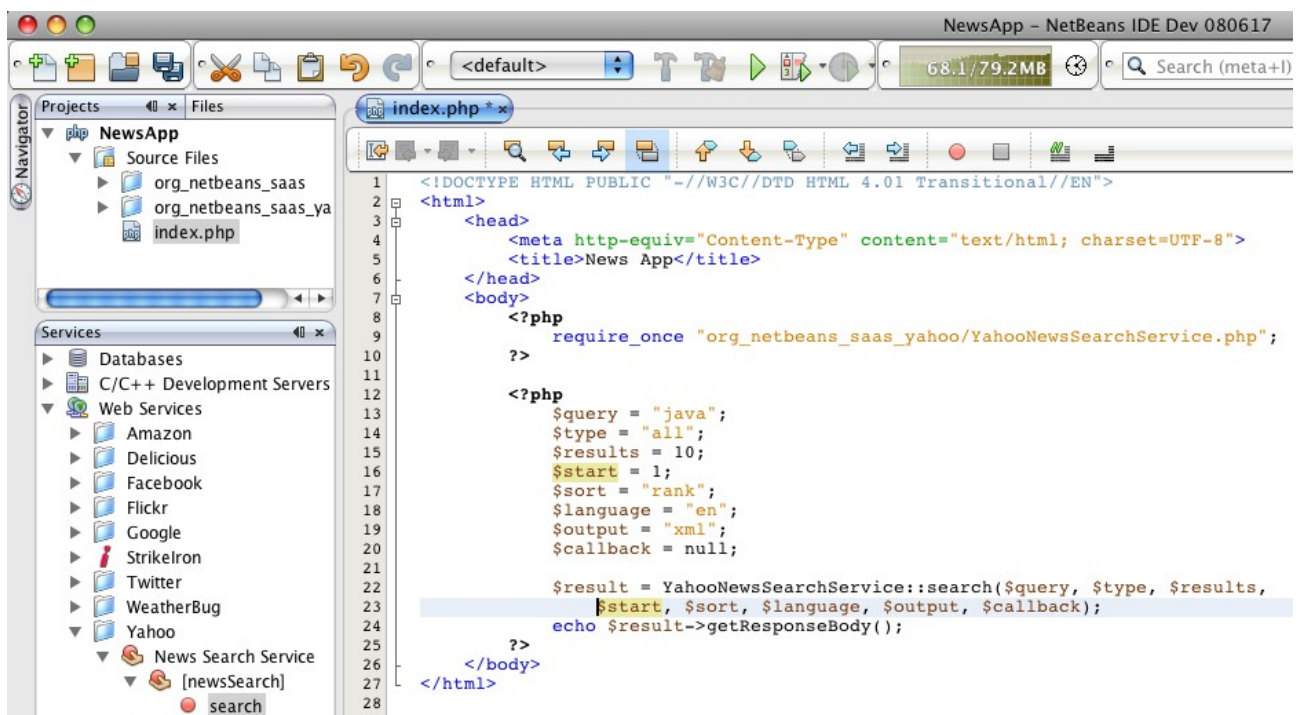 NewsApp – NetBeans IDE Dev 080617
<default>
68.1/79.2MB
Search (meta+I)
Navigator
Projects
Files
NewsApp
Source Files
org_netbeans_saas
org_netbeans_saas_ya
index.php
Services
Databases
C/C++ Development Servers
Web Services
Amazon
Delicious
Facebook
Flickr
Google
StrikeIron
Twitter
WeatherBug
Yahoo
News Search Service
[newsSearch]
search
index.php *
1 <!DOCTYPE HTML PUBLIC "-//W3C//DTD HTML 4.01 Transitional//EN">
2 <html>
3 <head>
4 <meta http-equiv="Content-Type" content="text/html; charset=UTF-8">
5 <title>News App</title>
6 </head>
7 <body>
8 <?php
9 require_once "org_netbeans_saas_yahoo/YahooNewsSearchService.php";
10 ?>
11
12 <?php
13 $query = "java";
14 $type = "all";
15 $results = 10;
16 $start = 1;
17 $sort = "rank";
18 $language = "en";
19 $output = "xml";
20 $callback = null;
21
22 $result = YahooNewsSearchService::search($query, $type, $results,
23 $start, $sort, $language, $output, $callback);
24 echo $result->getResponseBody();
25 ?>
26 </body>
27 </html>
28